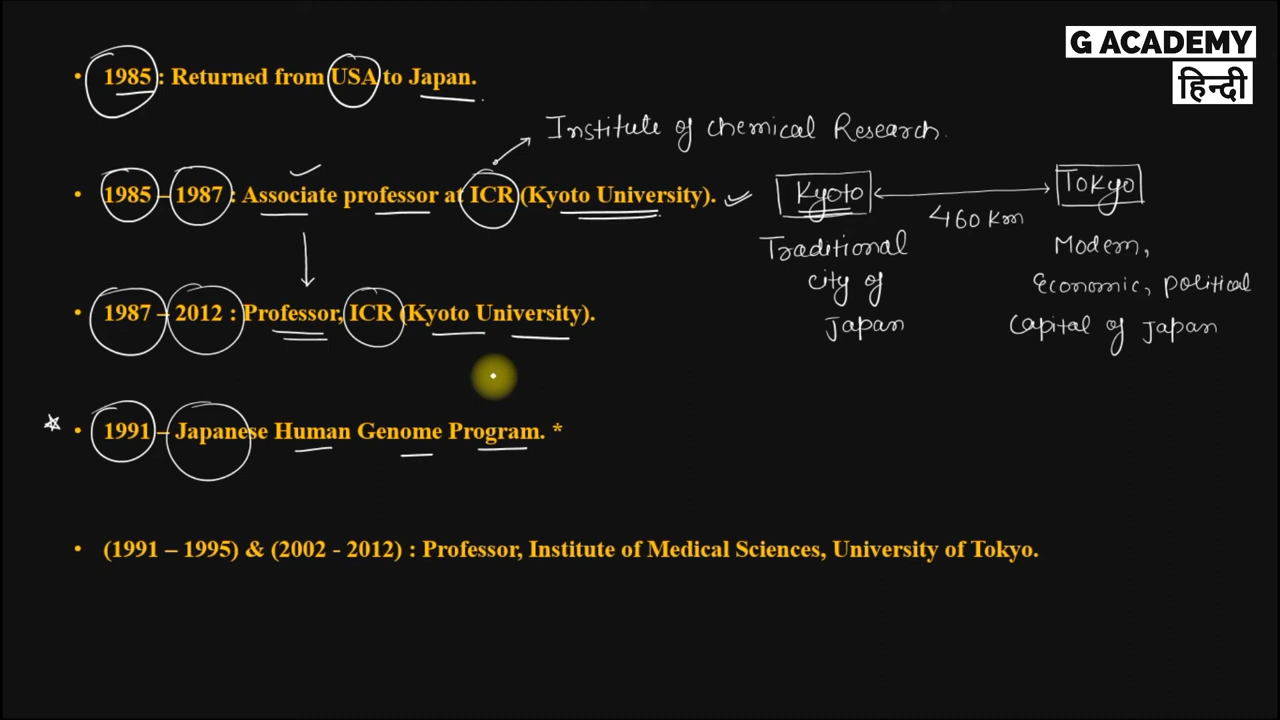 G ACADEMY
हिन्दी
• 1985 : Returned from USA to Japan.
Institute of chemical Research.
• 1985 – 1987 : Associate professor at ICR (Kyoto University).
Kyoto
Tokyo
460 Km
Traditional
city of
Japan
Modern,
Economic, political
Capital of Japan
• 1987 – 2012 : Professor, ICR (Kyoto University).
• 1991 – Japanese Human Genome Program. *
• (1991 – 1995) & (2002 - 2012) : Professor, Institute of Medical Sciences, University of Tokyo.